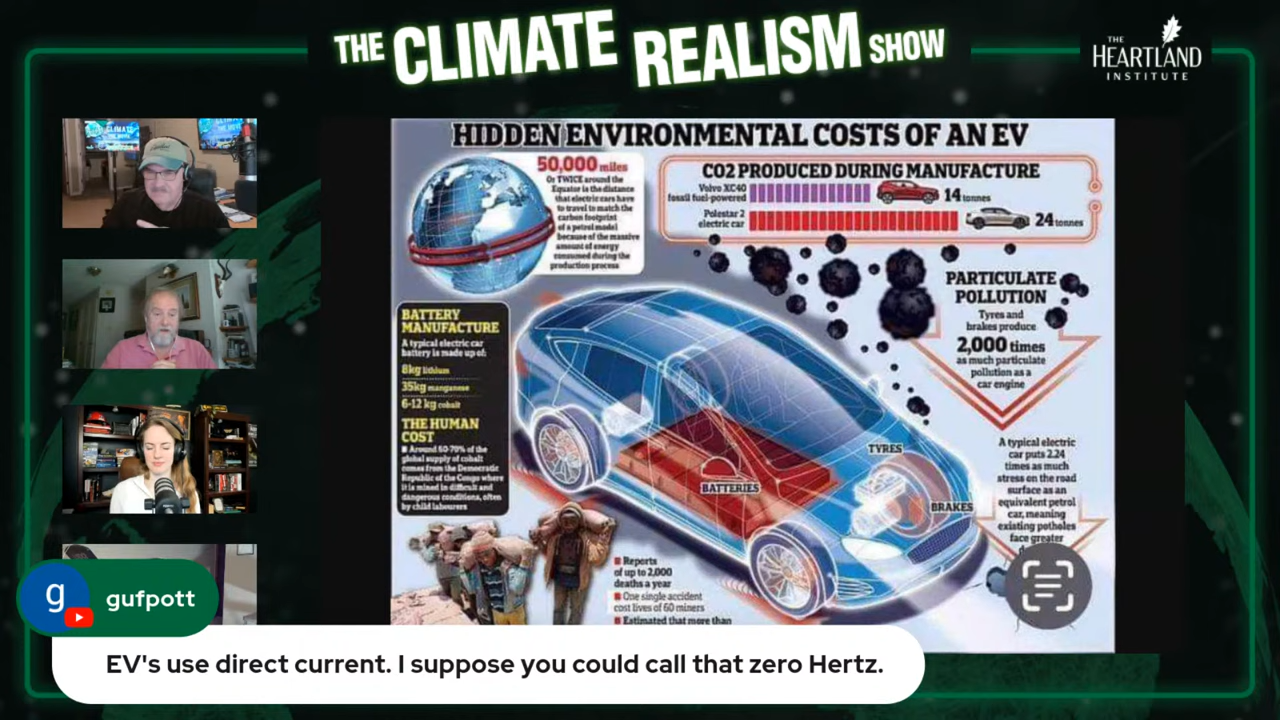 THE CLIMATE REALISM SHOW
THE
HEARTLAND
INSTITUTE
HIDDEN ENVIRONMENTAL COSTS OF AN EV
50,000 miles
Or TWICE around the
Equator is the distance
that electric cars have
to travel to match the
carbon footprint
of a petrol model
because of the massive
amount of energy
consumed during the
production process
CO2 PRODUCED DURING MANUFACTURE
Volvo XC40
fossil fuel-powered
14 tonnes
Polestar 2
electric car
24 tonnes
PARTICULATE
POLLUTION
Tyres and
brakes produce
2,000 times
as much particulate
pollution as a
car engine
BATTERY
MANUFACTURE
A typical electric car
battery is made up of:
8kg lithium
35kg manganese
6-12 kg cobalt
THE HUMAN
COST
Around 60-70% of the
global supply of cobalt
comes from the Democratic
Republic of the Congo where
it is mined in difficult and
dangerous conditions, often
by child labourers
TYRES
BATTERIES
BRAKES
A typical electric
car puts 2.24
times as much
stress on the road
surface as an
equivalent petrol
car, meaning
existing potholes
face greater
Reports
of up to 2,000
deaths a year
One single accident
cost lives of 60 miners
Estimated that more than
g
gufpott
EV's use direct current. I suppose you could call that zero Hertz.